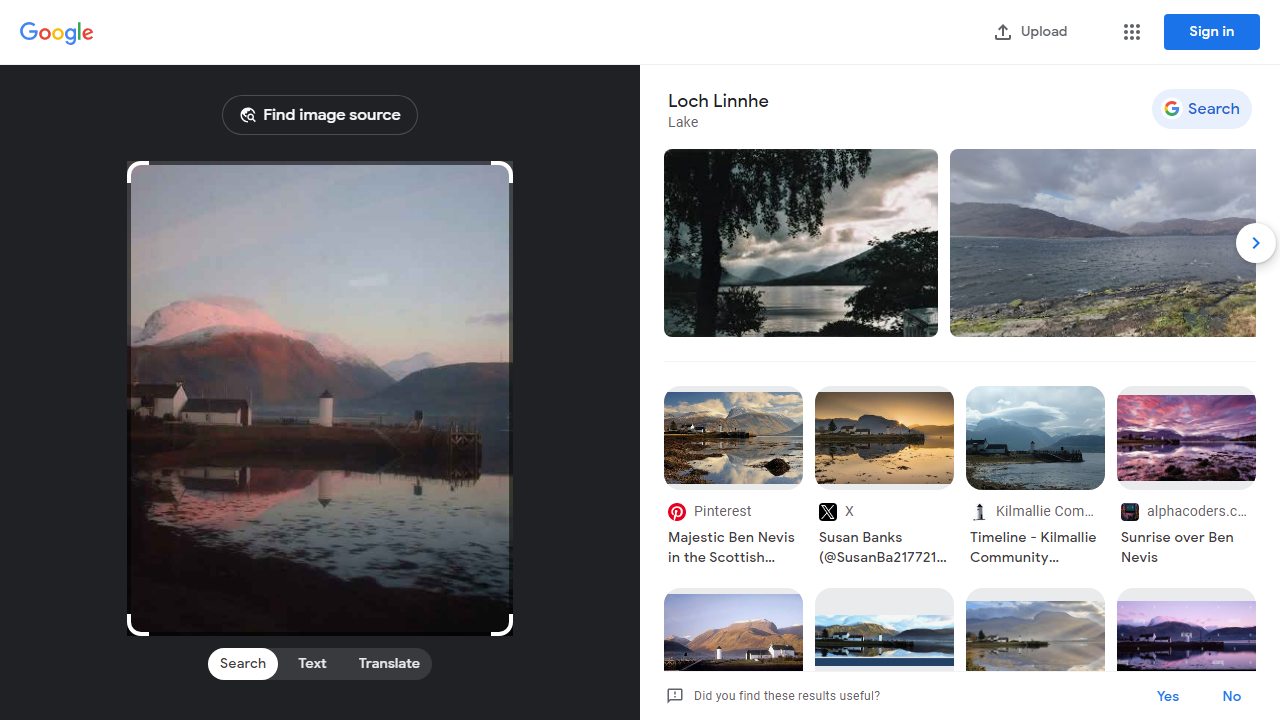 Google
Upload
Sign in
Find image source
Loch Linnhe
Lake
Search
Pinterest
Majestic Ben Nevis
in the Scottish...
X
Susan Banks
(@SusanBa217721...
Kilmallie Com...
Timeline - Kilmallie
Community...
alphacoders.c...
Sunrise over Ben
Nevis
Search
Text
Translate
Did you find these results useful?
Yes
No